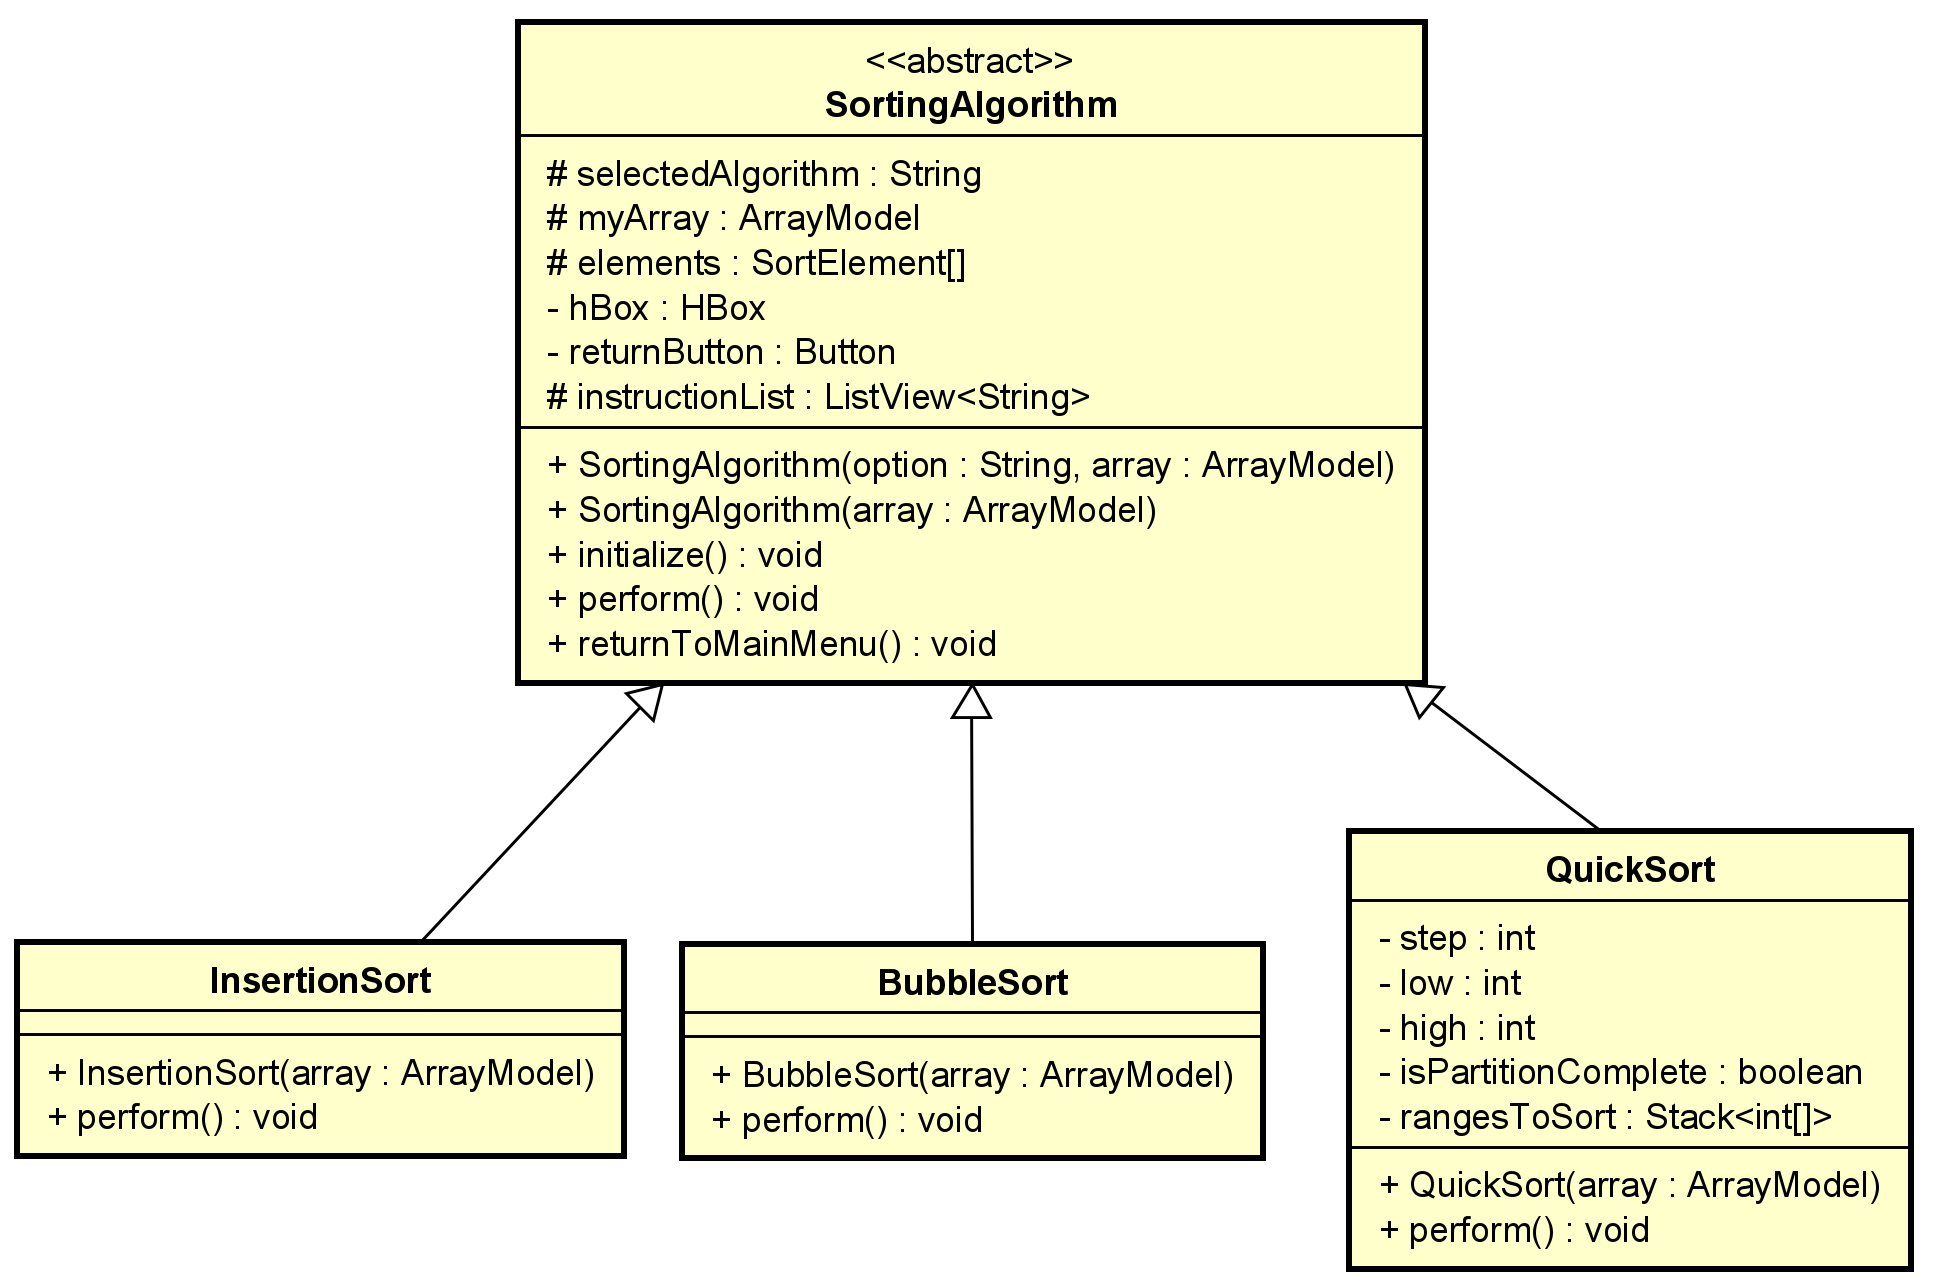 <<abstract>>
SortingAlgorithm
# selectedAlgorithm : String
# myArray : ArrayModel
# elements : SortElement[]
- hBox : HBox
- returnButton : Button
# instructionList : ListView<String>
+ SortingAlgorithm(option : String, array : ArrayModel)
+ SortingAlgorithm(array : ArrayModel)
+ initialize() : void
+ perform() : void
+ returnToMainMenu() : void
InsertionSort
+ InsertionSort(array : ArrayModel)
+ perform() : void
BubbleSort
+ BubbleSort(array : ArrayModel)
+ perform() : void
QuickSort
- step : int
- low : int
- high : int
- isPartitionComplete : boolean
- rangesToSort : Stack<int[]>
+ QuickSort(array : ArrayModel)
+ perform() : void